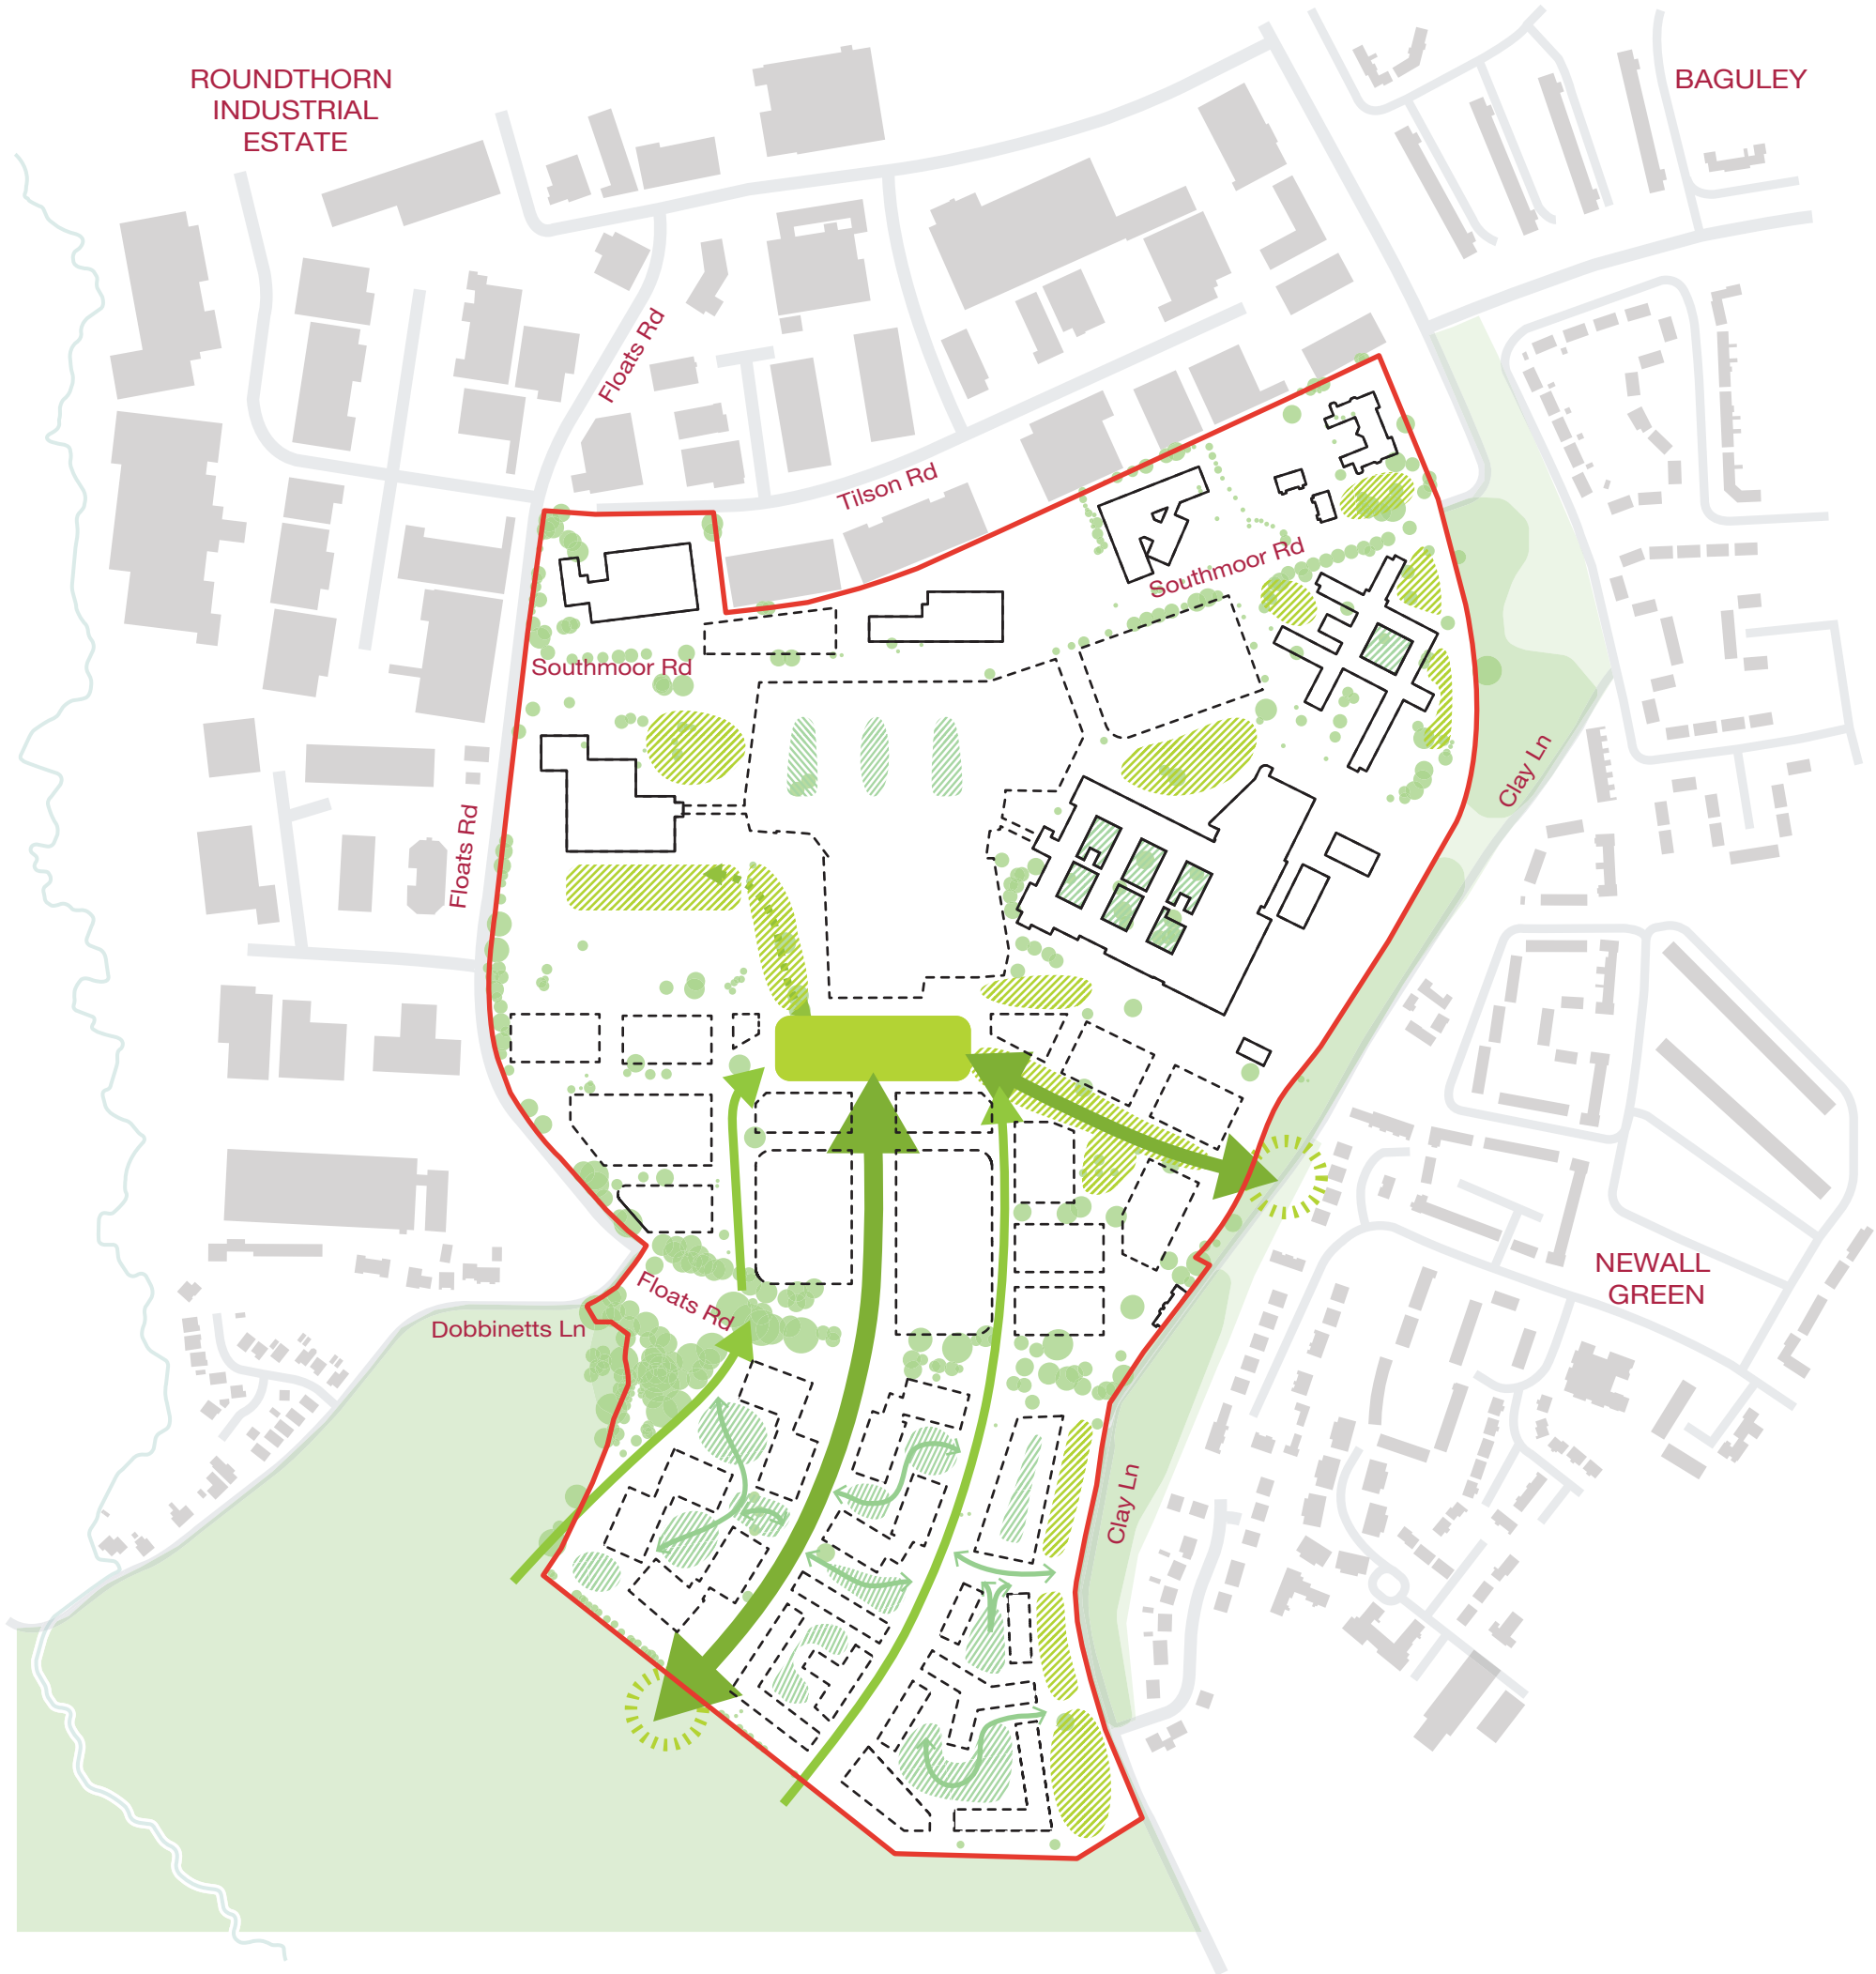 ROUNDTHORN
INDUSTRIAL
ESTATE
BAGULEY
Floats Rd
Tilson Rd
Southmoor Rd
Southmoor Rd
Clay Ln
Floats Rd
NEWALL
GREEN
Floats Rd
Dobbinetts Ln
Clay Ln